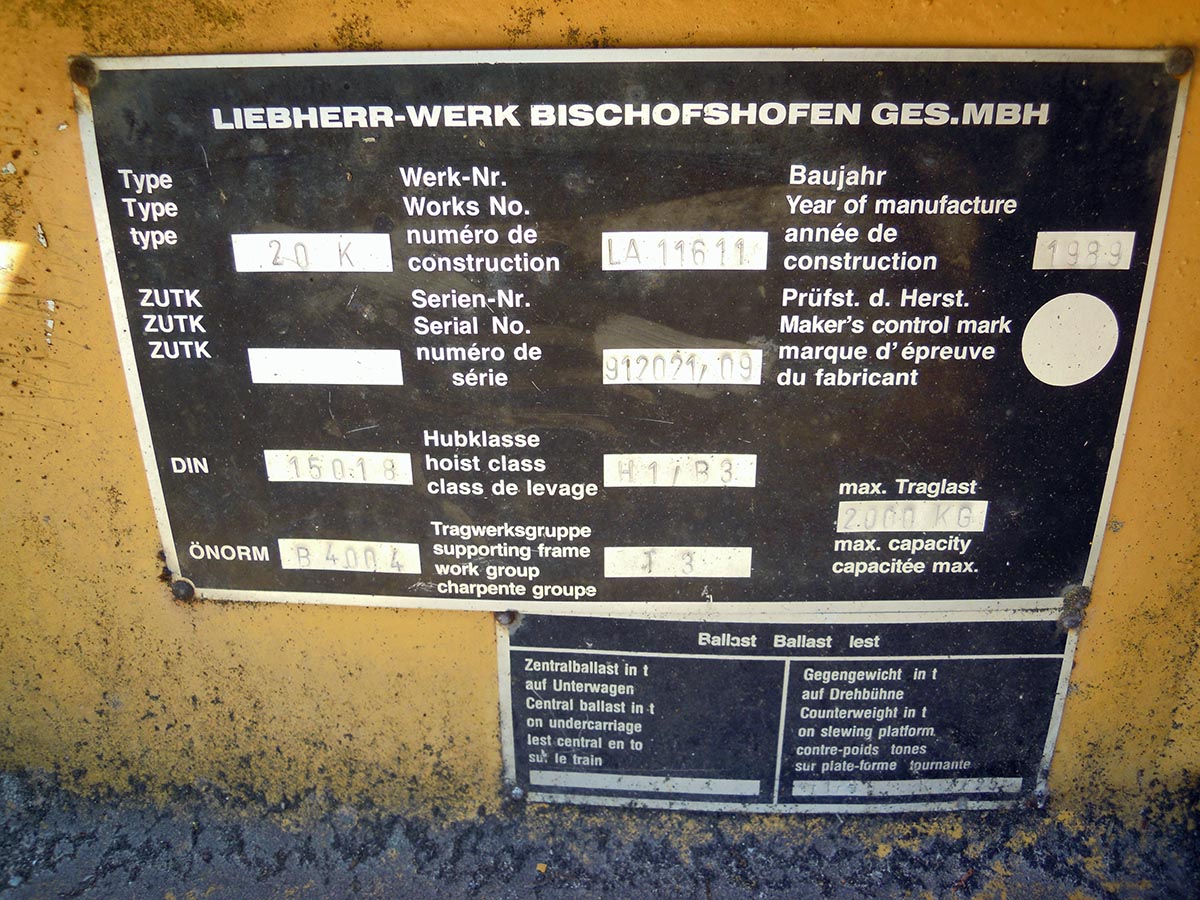 LIEBHERR-WERK BISCHOFSHOFEN GES.MBH
Type
Type
type
20 K
Werk-Nr.
Works No.
numéro de
construction
LA 11611
Baujahr
Year of manufacture
année de
construction
1989
ZUTK
ZUTK
ZUTK
Serien-Nr.
Serial No.
numéro de
série
912021/09
Prüfst. d. Herst.
Maker's control mark
marque d'épreuve
du fabricant
DIN
15018
Hubklasse
hoist class
class de levage
H1/B3
max. Traglast
2000 KG
max. capacity
capacitée max.
ÖNORM
B 4004
Tragwerksgruppe
supporting-frame
work group
charpente groupe
T 3
Ballast Ballast lest
Zentralballast in t
auf Unterwagen
Central ballast in t
on undercarriage
lest central en to
sur le train
Gegengewicht in t
auf Drehbühne
Counterweight in t
on slewing platform
contre-poids tones
sur plate-forme tournante